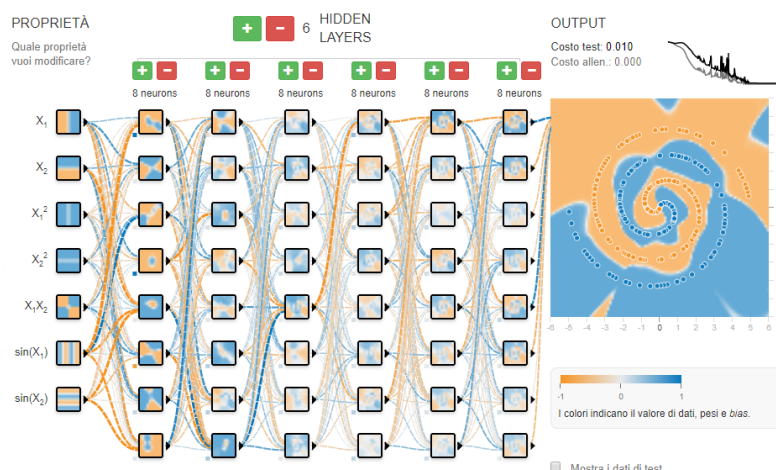 PROPRIETÀ
Quale proprietà
vuoi modificare?
+ − 6 HIDDEN
LAYERS
+ − + − + − + − + − + −
8 neurons 8 neurons 8 neurons 8 neurons 8 neurons 8 neurons
X1
X2
X1²
X2²
X1X2
sin(X1)
sin(X2)
OUTPUT
Costo test: 0.010
Costo allen.: 0.000
-6 -5 -4 -3 -2 -1 0 1 2 3 4 5 6
-1 0 1
I colori indicano il valore di dati, pesi e bias.
Mostra i dati di test